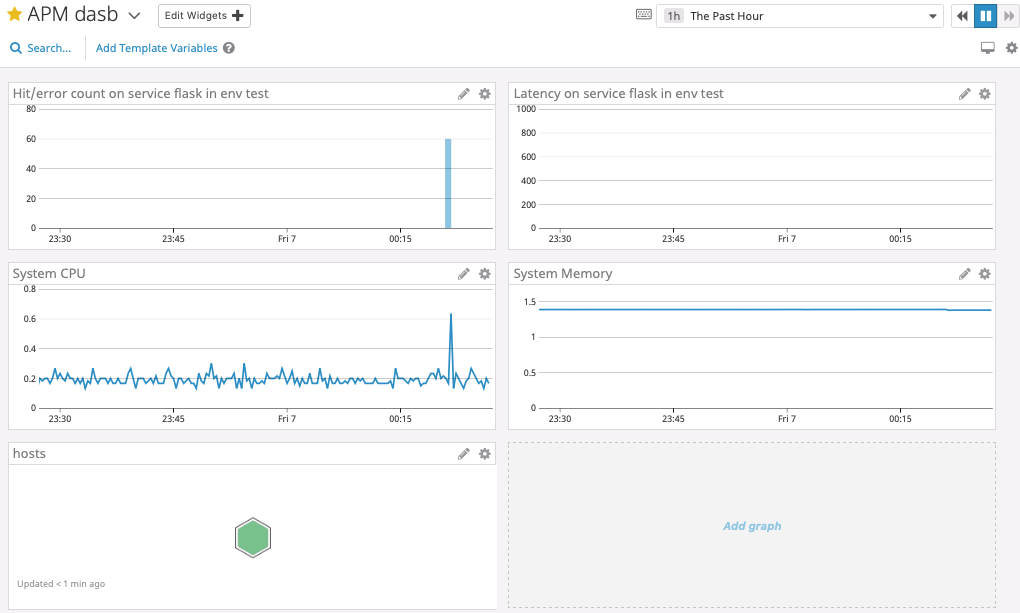 APM dasb
Edit Widgets
1h The Past Hour
Search...
Add Template Variables ?
Hit/error count on service flask in env test
80
60
40
20
0
23:30 23:45 Fri 7 00:15
Latency on service flask in env test
1000
800
600
400
200
0
23:30 23:45 Fri 7 00:15
System CPU
0.8
0.6
0.4
0.2
0
23:30 23:45 Fri 7 00:15
System Memory
1.5
1
0.5
0
23:30 23:45 Fri 7 00:15
hosts
Updated < 1 min ago
Add graph